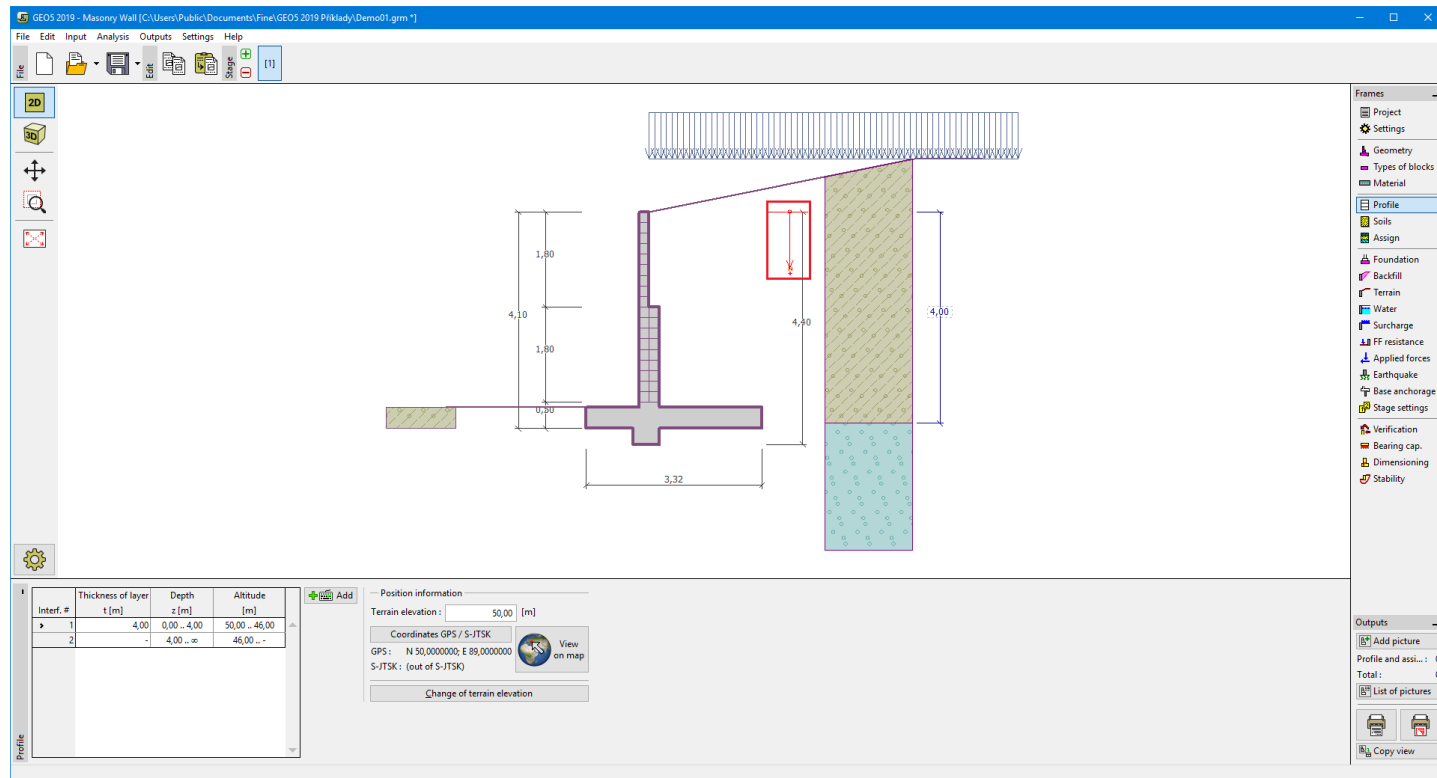 GEO5 2019 - Masonry Wall [C:\Users\Public\Documents\Fine\GEO5 2019 Příklady\Demo01.grm *]
File Edit Input Analysis Outputs Settings Help
File
Edit
Stage
[1]
2D
3D
1,80
4,10
1,80
0,50
3,32
4,40
4,00
Frames
Project
Settings
Geometry
Types of blocks
Material
Profile
Soils
Assign
Foundation
Backfill
Terrain
Water
Surcharge
FF resistance
Applied forces
Earthquake
Base anchorage
Stage settings
Verification
Bearing cap.
Dimensioning
Stability
Outputs
Add picture
Profile and assi... :
Total :
List of pictures
Copy view
Profile
Interf. # Thickness of layer t [m] Depth z [m] Altitude [m]
1 4,00 0,00 .. 4,00 50,00 .. 46,00
2 - 4,00 .. ∞ 46,00 .. -
Add
Position information
Terrain elevation : 50,00 [m]
Coordinates GPS / S-JTSK
GPS : N 50,0000000; E 89,0000000
S-JTSK : (out of S-JTSK)
View on map
Change of terrain elevation